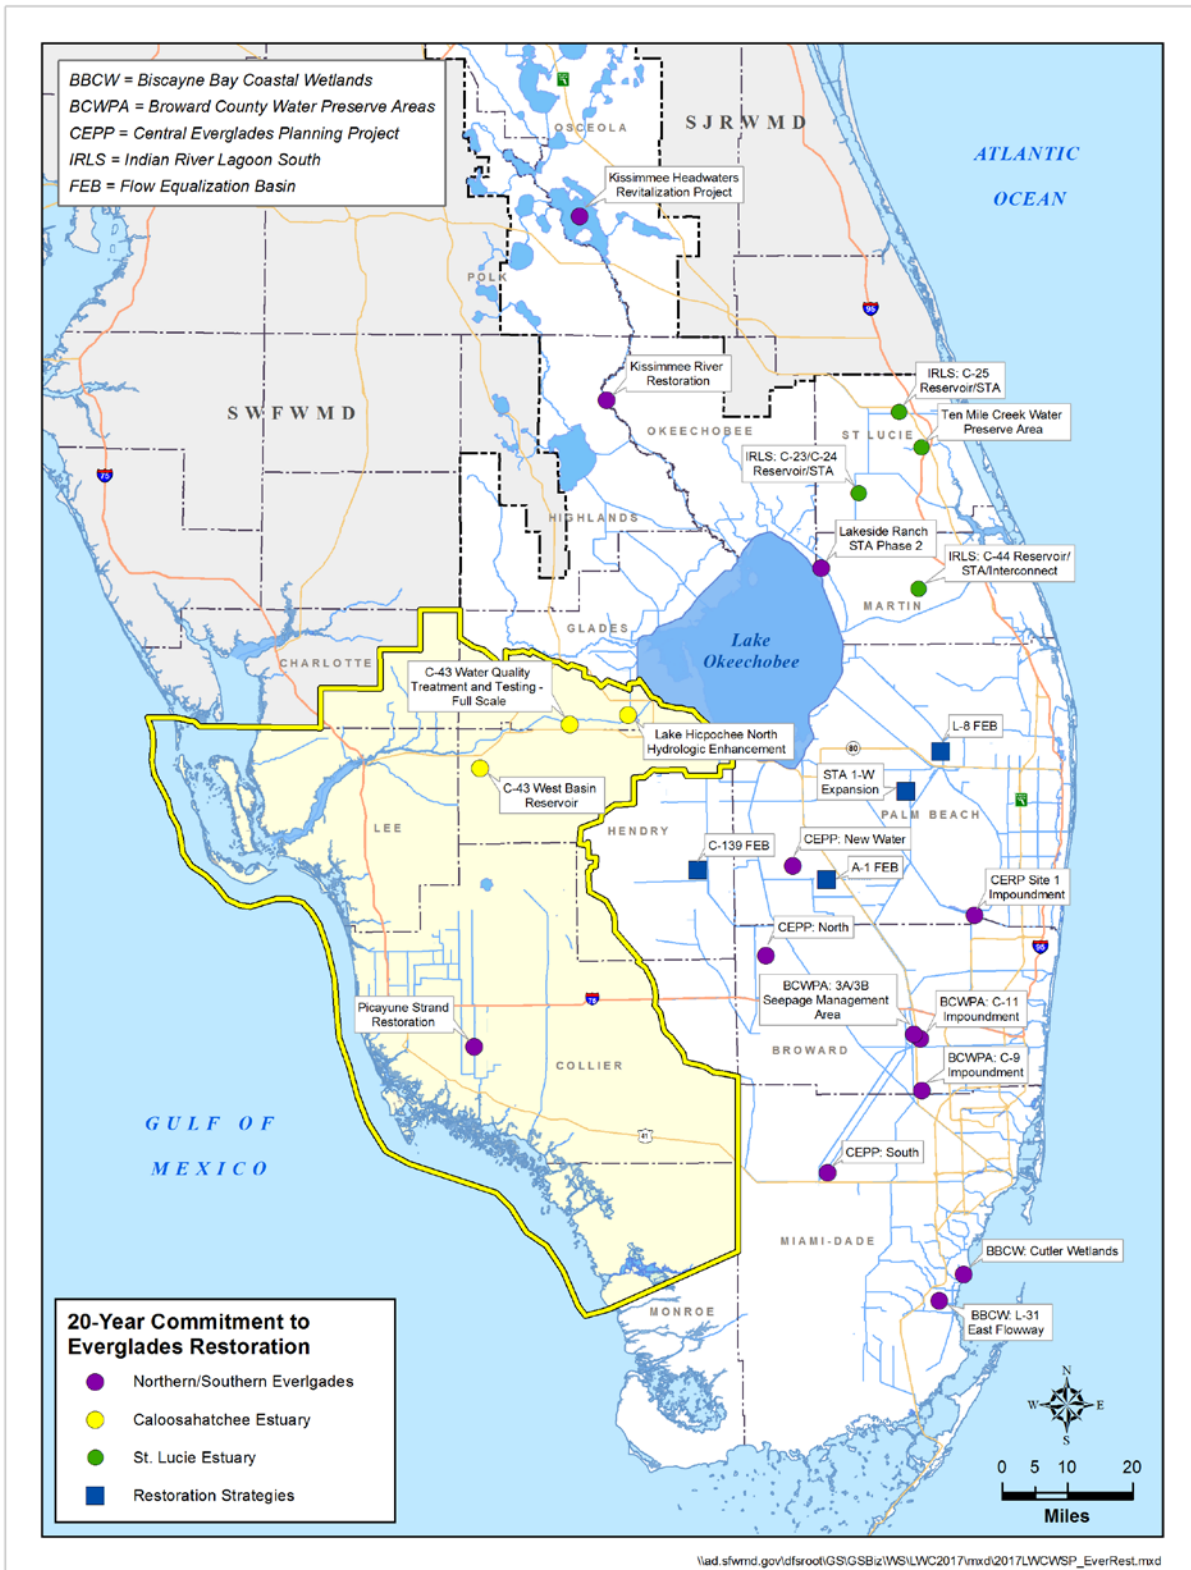 BBCW = Biscayne Bay Coastal Wetlands
BCWPA = Broward County Water Preserve Areas
CEPP = Central Everglades Planning Project
IRLS = Indian River Lagoon South
FEB = Flow Equalization Basin
OSCEOLA
SJRWMD
ATLANTIC
OCEAN
Kissimmee Headwaters
Revitalization Project
POLK
95
Kissimmee River
Restoration
IRLS: C-25
Reservoir/STA
SWFWMD
Ten Mile Creek Water
Preserve Area
OKEECHOBEE
ST LUCIE
IRLS: C-23/C-24
Reservoir/STA
75
HIGHLANDS
Lakeside Ranch
STA Phase 2
IRLS: C-44 Reservoir/
STA/Interconnect
MARTIN
GLADES
Lake
Okeechobee
CHARLOTTE
C-43 Water Quality
Treatment and Testing -
Full Scale
Lake Hicpochee North
Hydrologic Enhancement
L-8 FEB
80
STA 1-W
Expansion
C-43 West Basin
Reservoir
PALM BEACH
LEE
HENDRY
C-139 FEB
CEPP: New Water
A-1 FEB
CERP Site 1
Impoundment
CEPP: North
95
BCWPA: 3A/3B
Seepage Management
Area
BCWPA: C-11
Impoundment
75
Picayune Strand
Restoration
BROWARD
COLLIER
BCWPA: C-9
Impoundment
GULF OF
MEXICO
41
CEPP: South
MIAMI-DADE
BBCW: Cutler Wetlands
MONROE
BBCW: L-31
East Flowway
20-Year Commitment to
Everglades Restoration
Northern/Southern Everlgades
Caloosahatchee Estuary
St. Lucie Estuary
Restoration Strategies
N
W E
S
0 5 10 20
Miles
\\ad.sfwmd.gov\dfsroot\GS\GSBiz\WS\LWC2017\mxd\2017LWCWSP_EverRest.mxd